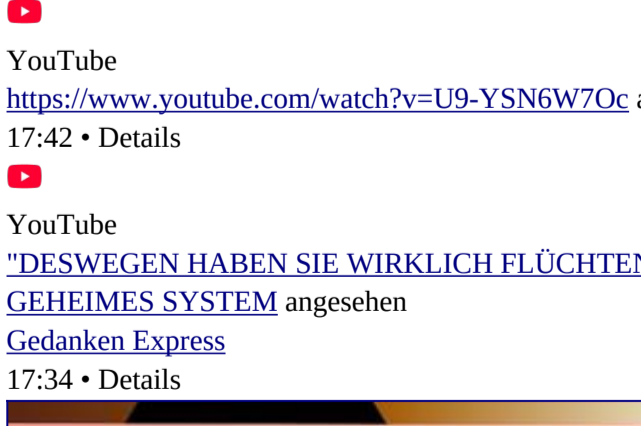 YouTube
https://www.youtube.com/watch?v=U9-YSN6W7Oc
17:42 • Details
YouTube
"DESWEGEN HABEN SIE WIRKLICH
GEHEIMES SYSTEM angesehen
Gedanken Express
17:34 • Details